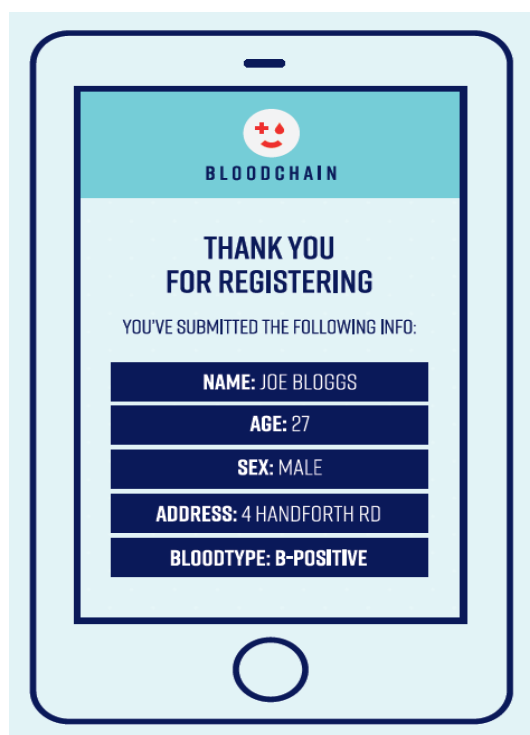 BLOODCHAIN
THANK YOU
FOR REGISTERING
YOU'VE SUBMITTED THE FOLLOWING INFO:
NAME: JOE BLOGGS
AGE: 27
SEX: MALE
ADDRESS: 4 HANDFORTH RD
BLOODTYPE: B-POSITIVE